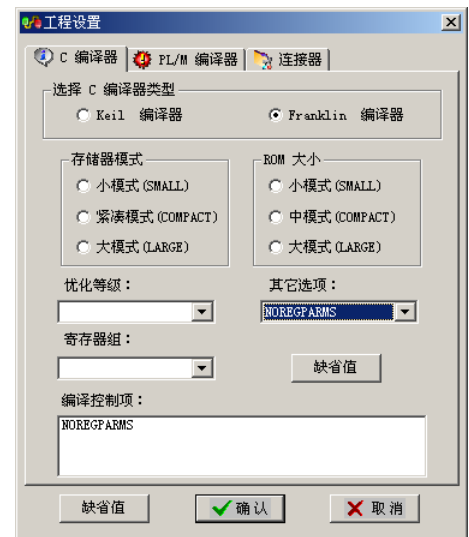 工程设置
C 编译器 PL/M 编译器 连接器
选择 C 编译器类型
Keil 编译器 Franklin 编译器
存储器模式 ROM 大小
小模式(SMALL) 小模式(SMALL)
紧凑模式(COMPACT) 中模式(COMPACT)
大模式(LARGE) 大模式(LARGE)
优化等级： 其它选项：
NOREGPARMS
寄存器组：
缺省值
编译控制项：
NOREGPARMS
缺省值 确认 取消